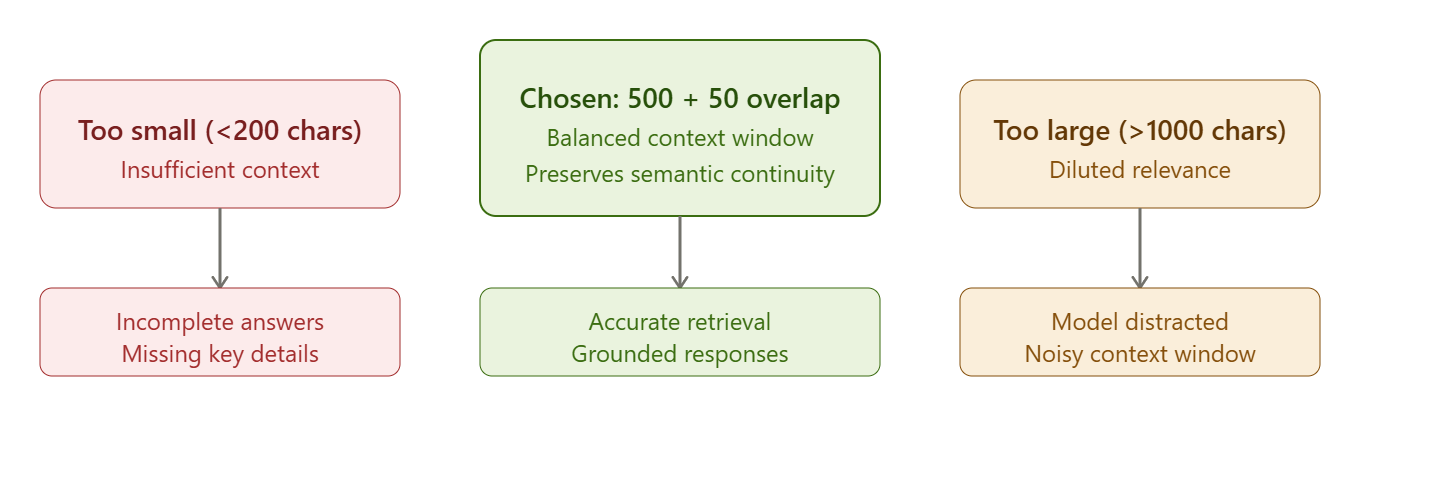 Too small (<200 chars)
Insufficient context
Incomplete answers
Missing key details
Chosen: 500 + 50 overlap
Balanced context window
Preserves semantic continuity
Accurate retrieval
Grounded responses
Too large (>1000 chars)
Diluted relevance
Model distracted
Noisy context window